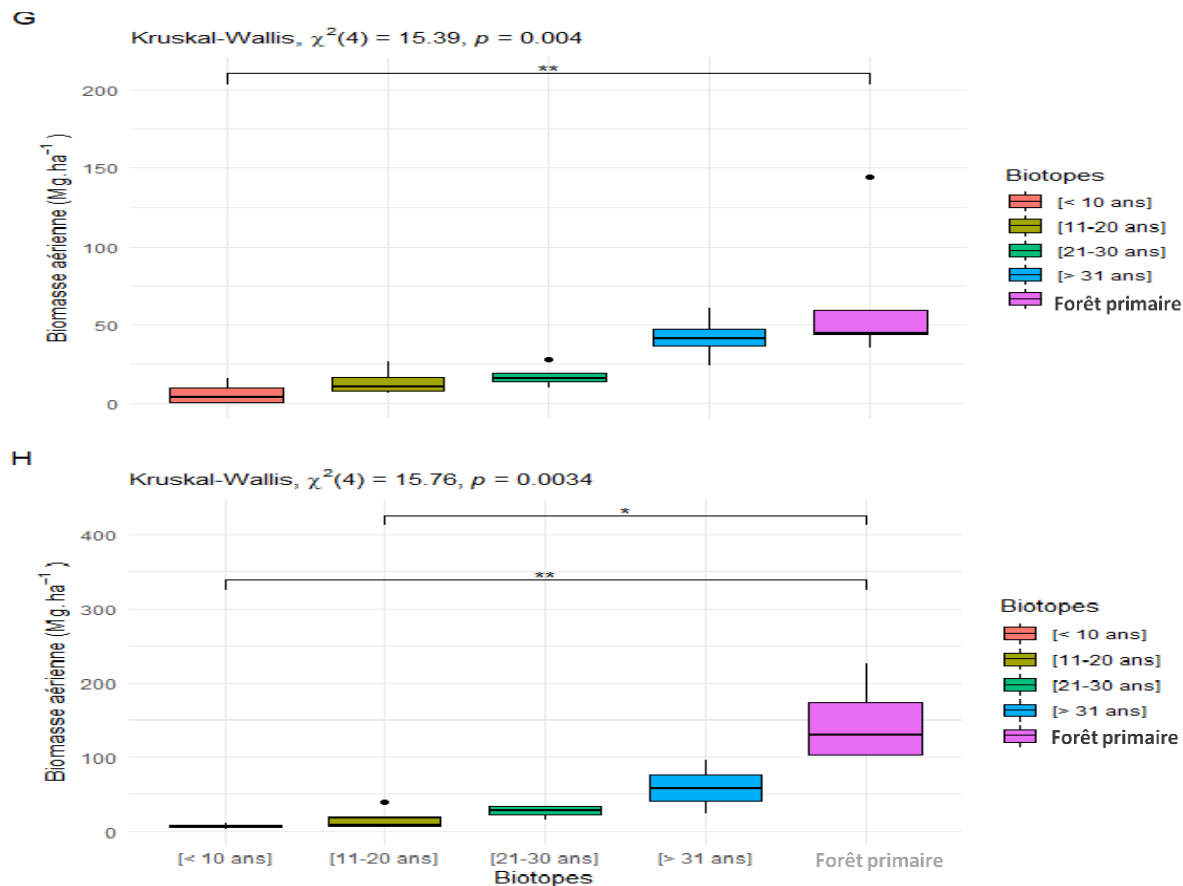 G
Kruskal-Wallis, χ²(4) = 15.39, p = 0.004
**
200
150
100
50
0
Biomasse aérienne (Mg.ha⁻¹)
Biotopes
[< 10 ans]
[11-20 ans]
[21-30 ans]
[> 31 ans]
Forêt primaire
H
Kruskal-Wallis, χ²(4) = 15.76, p = 0.0034
*
**
400
300
200
100
0
Biomasse aérienne (Mg.ha⁻¹)
[< 10 ans] [11-20 ans] [21-30 ans] [> 31 ans] Forêt primaire
Biotopes
Biotopes
[< 10 ans]
[11-20 ans]
[21-30 ans]
[> 31 ans]
Forêt primaire